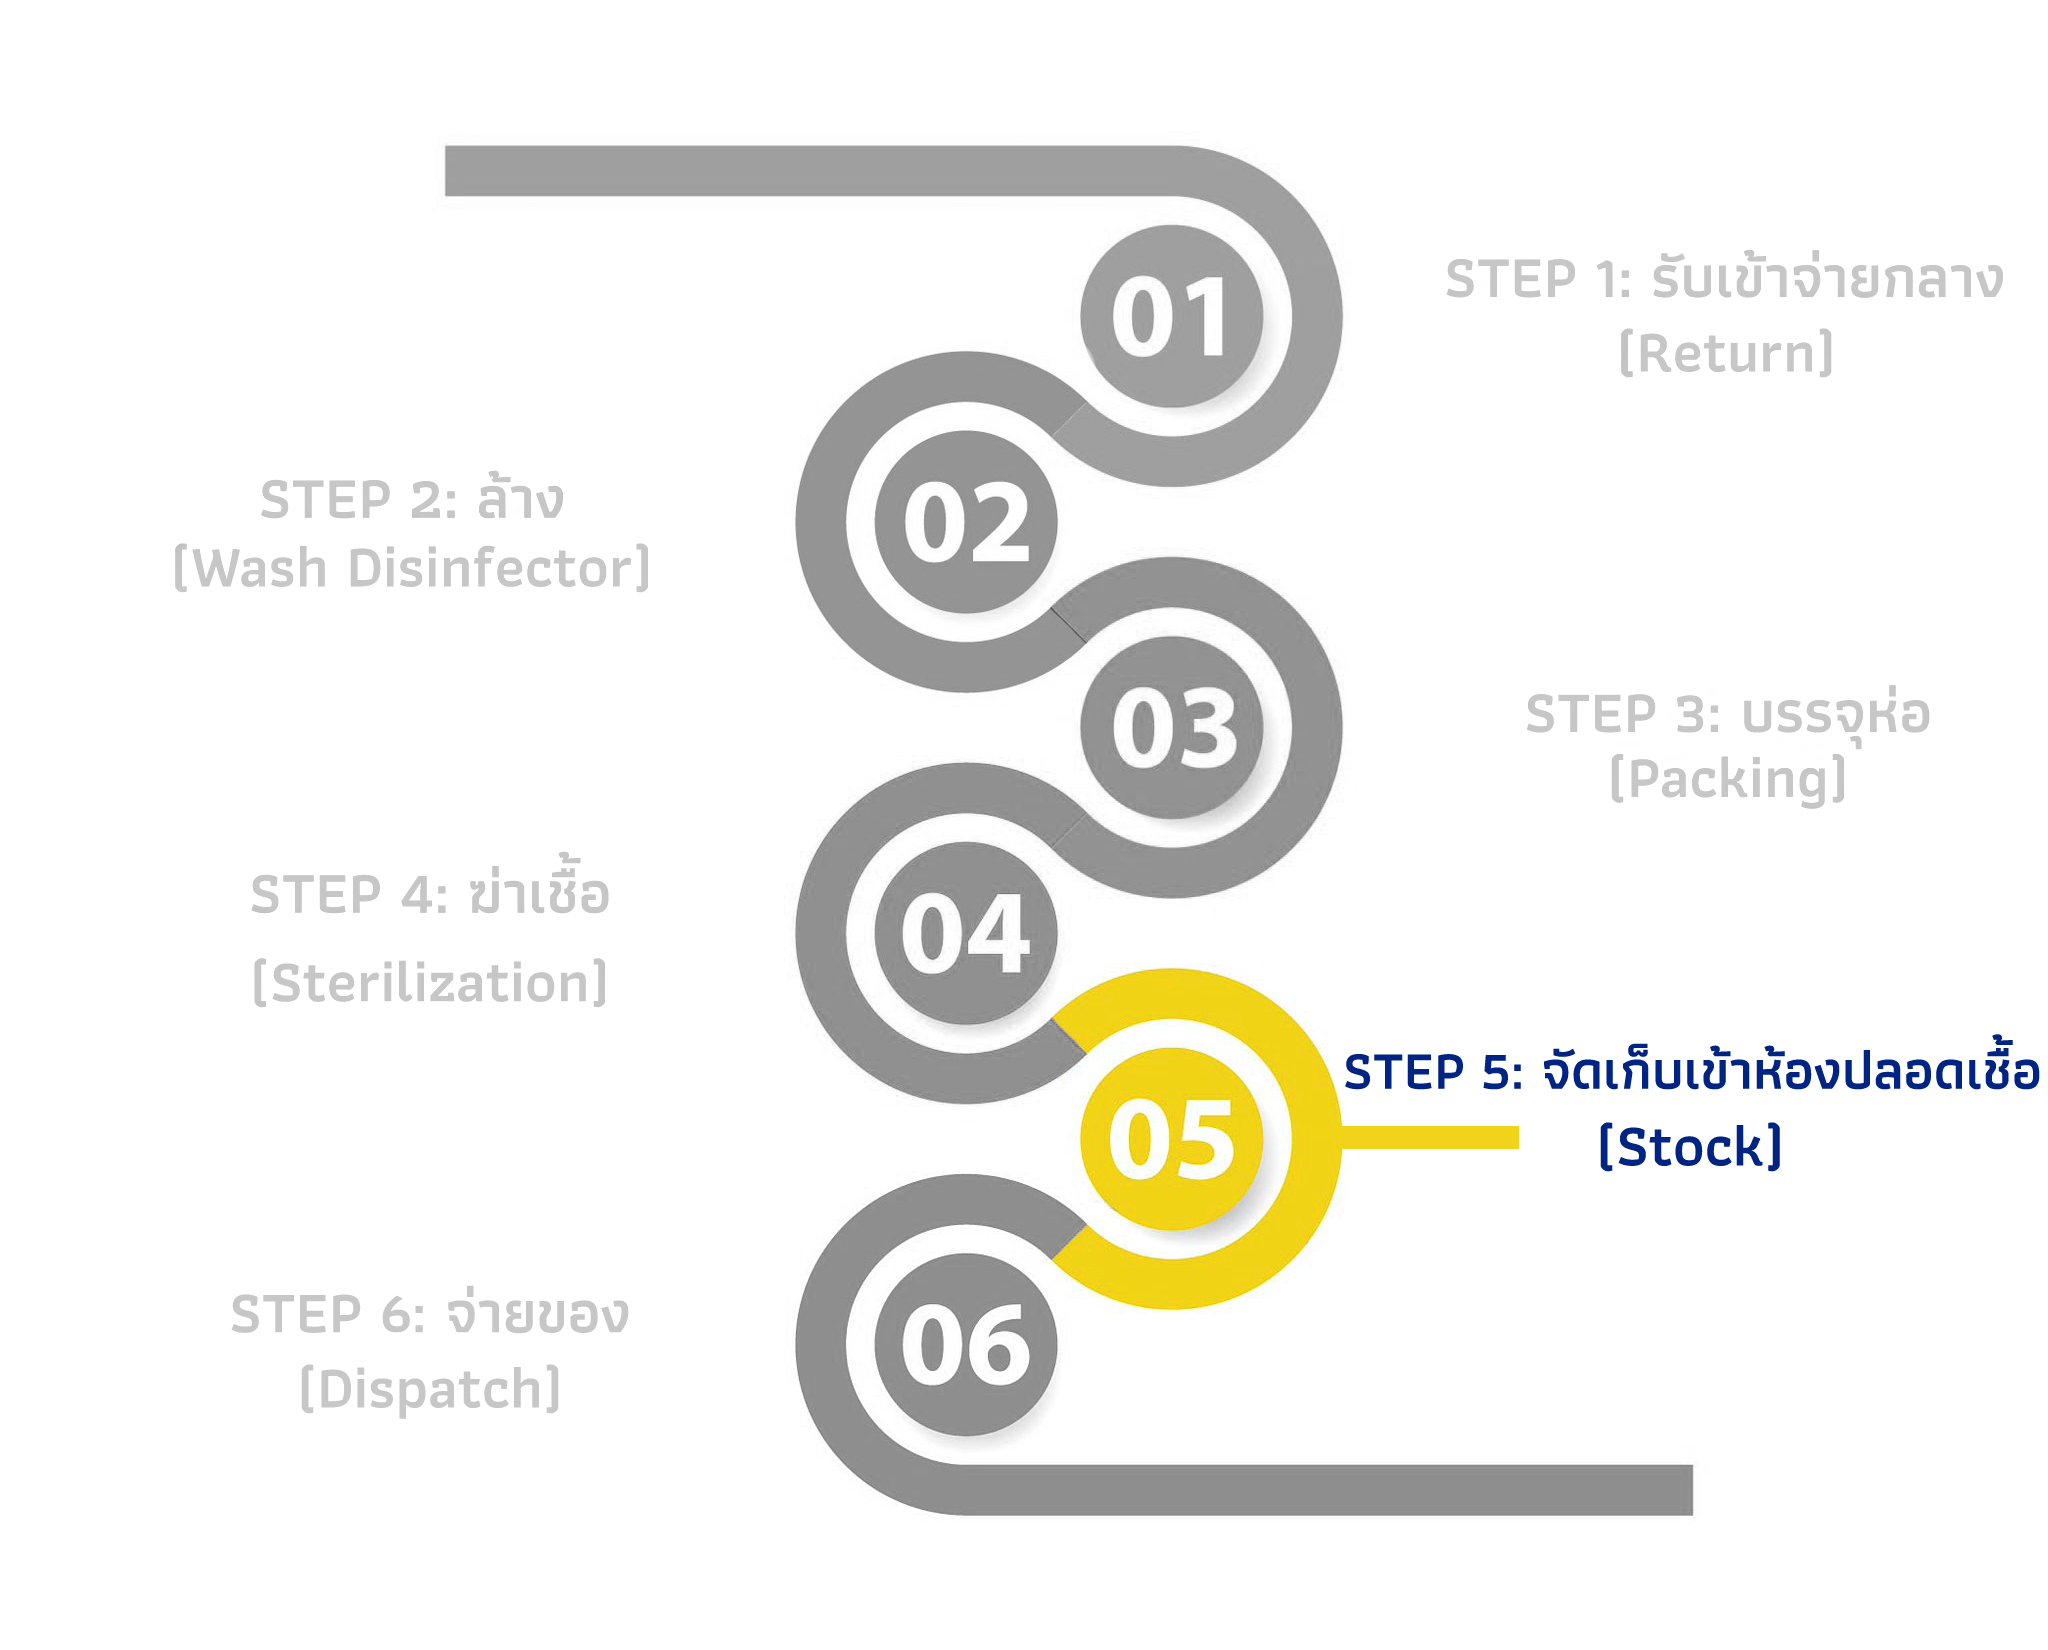 01
STEP 1: รับเข้าจ่ายกลาง
(Return)
02
STEP 2: ล้าง
(Wash Disinfector)
03
STEP 3: บรรจุห่อ
(Packing)
04
STEP 4: ฆ่าเชื้อ
(Sterilization)
05
STEP 5: จัดเก็บเข้าห้องปลอดเชื้อ
(Stock)
06
STEP 6: จ่ายของ
(Dispatch)